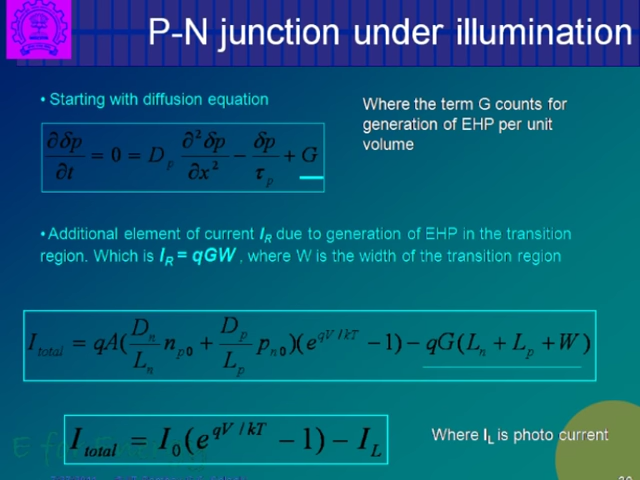 P-N junction under illumination
• Starting with diffusion equation
Where the term G counts for
generation of EHP per unit
volume
∂δp/∂t = 0 = D_p ∂²δp/∂x² − δp/τ_p + G
• Additional element of current I_R due to generation of EHP in the transition
region. Which is I_R = qGW , where W is the width of the transition region
I_total = qA(D_n/L_n n_p0 + D_p/L_p p_n0)(e^qV/kT − 1) − qG(L_n + L_p + W)
I_total = I_0(e^qV/kT − 1) − I_L
Where I_L is photo current